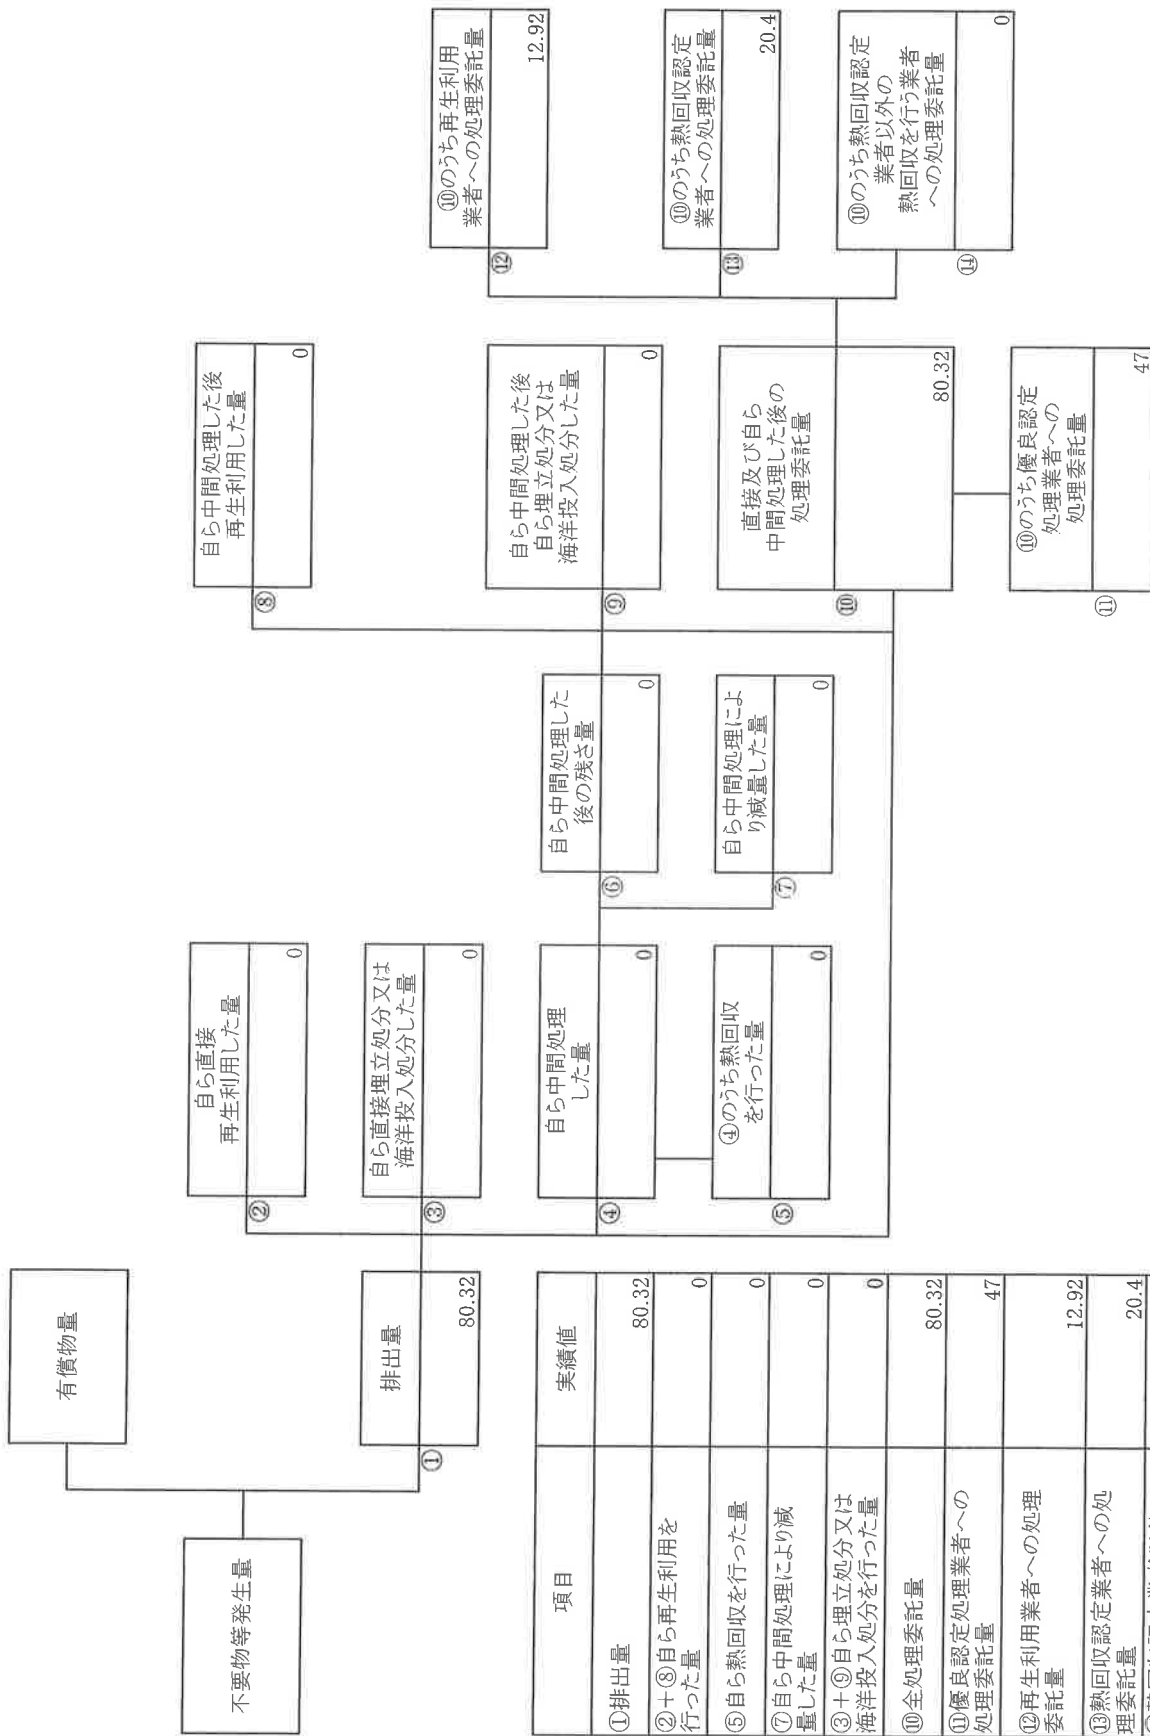 不要物等発生量
有償物量
①
排出量
80.32
②
自ら直接
再生利用した量
0
③
自ら直接埋立処分又は
海洋投入処分した量
0
④
自ら中間処理
した量
0
⑤
④のうち熱回収
を行った量
0
⑥
自ら中間処理した
後の残さ量
0
⑦
自ら中間処理によ
り減量した量
0
⑧
自ら中間処理した後
再生利用した量
0
⑨
自ら中間処理した後
自ら埋立処分又は
海洋投入処分した量
0
⑩
直接及び自ら
中間処理した後の
処理委託量
80.32
⑪
⑩のうち優良認定
処理業者への
処理委託量
47
⑫
⑩のうち再生利用
業者への処理委託量
12.92
⑬
⑩のうち熱回収認定
業者への処理委託量
20.4
⑭
⑩のうち熱回収認定
業者以外の
熱回収を行う業者
への処理委託量
0
項目 実績値
①排出量 80.32
②+⑧自ら再生利用を
行った量 0
⑤自ら熱回収を行った量 0
⑦自ら中間処理により減
量した量 0
③+⑨自ら埋立処分又は
海洋投入処分を行った量 0
⑩全処理委託量 80.32
⑪優良認定処理業者への
処理委託量 47
⑫再生利用業者への処理
委託量 12.92
⑬熱回収認定業者への処
理委託量 20.4